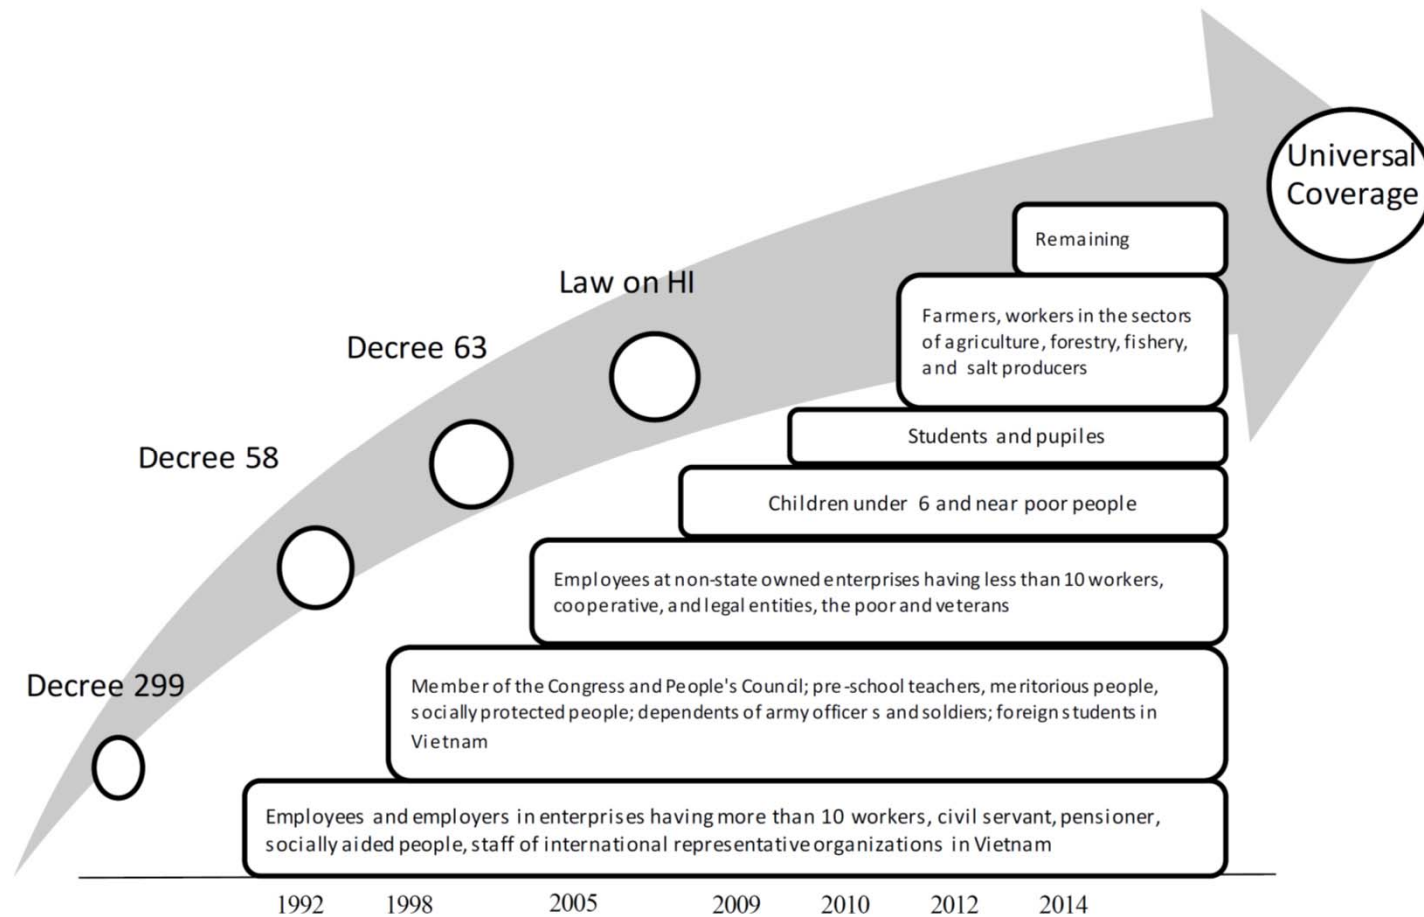 Universal
Coverage
Remaining
Law on HI
Farmers, workers in the sectors
of agriculture, forestry, fishery,
and salt producers
Decree 63
Students and pupiles
Decree 58
Children under 6 and near poor people
Employees at non-state owned enterprises having less than 10 workers,
cooperative, and legal entities, the poor and veterans
Decree 299
Member of the Congress and People's Council; pre-school teachers, meritorious people,
socially protected people; dependents of army officer s and soldiers; foreign students in
Vietnam
Employees and employers in enterprises having more than 10 workers, civil servant, pensioner,
socially aided people, staff of international representative organizations in Vietnam
1992 1998 2005 2009 2010 2012 2014